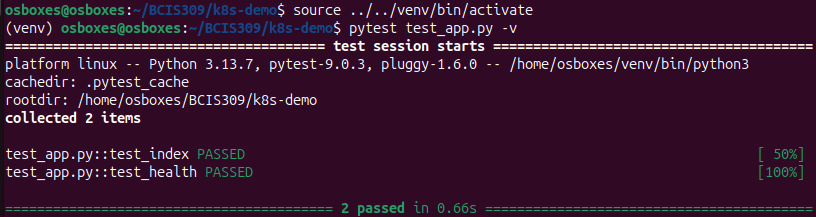 osboxes@osboxes:~/BCIS309/k8s-demo$ source ../../venv/bin/activate
(venv) osboxes@osboxes:~/BCIS309/k8s-demo$ pytest test_app.py -v
======================================= test session starts =======================================
platform linux -- Python 3.13.7, pytest-9.0.3, pluggy-1.6.0 -- /home/osboxes/venv/bin/python3
cachedir: .pytest_cache
rootdir: /home/osboxes/BCIS309/k8s-demo
collected 2 items
test_app.py::test_index PASSED [ 50%]
test_app.py::test_health PASSED [100%]
======================================== 2 passed in 0.66s ========================================